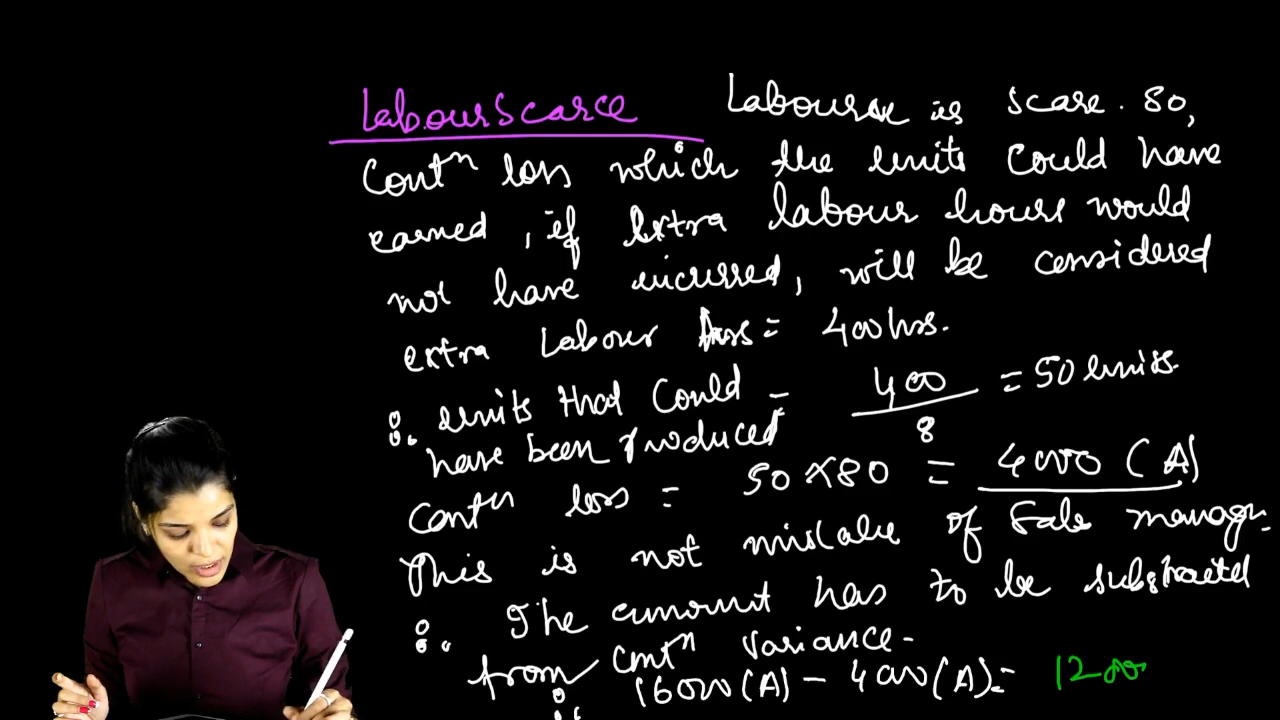 Labour Scarce Labour is scare. So,
Contⁿ loss which the units could have
earned, if extra labour hours would
not have incurred, will be considered
extra Labour hrs = 400 hrs.
∴ units that could have been produced = 400/8 = 50 units.
Contⁿ loss = 50 × 80 = 4000 (A)
This is not mistake of Sale manager.
∴ The amount has to be substracted
from contⁿ variance-
∴ 16000 (A) - 4000 (A) = 12000